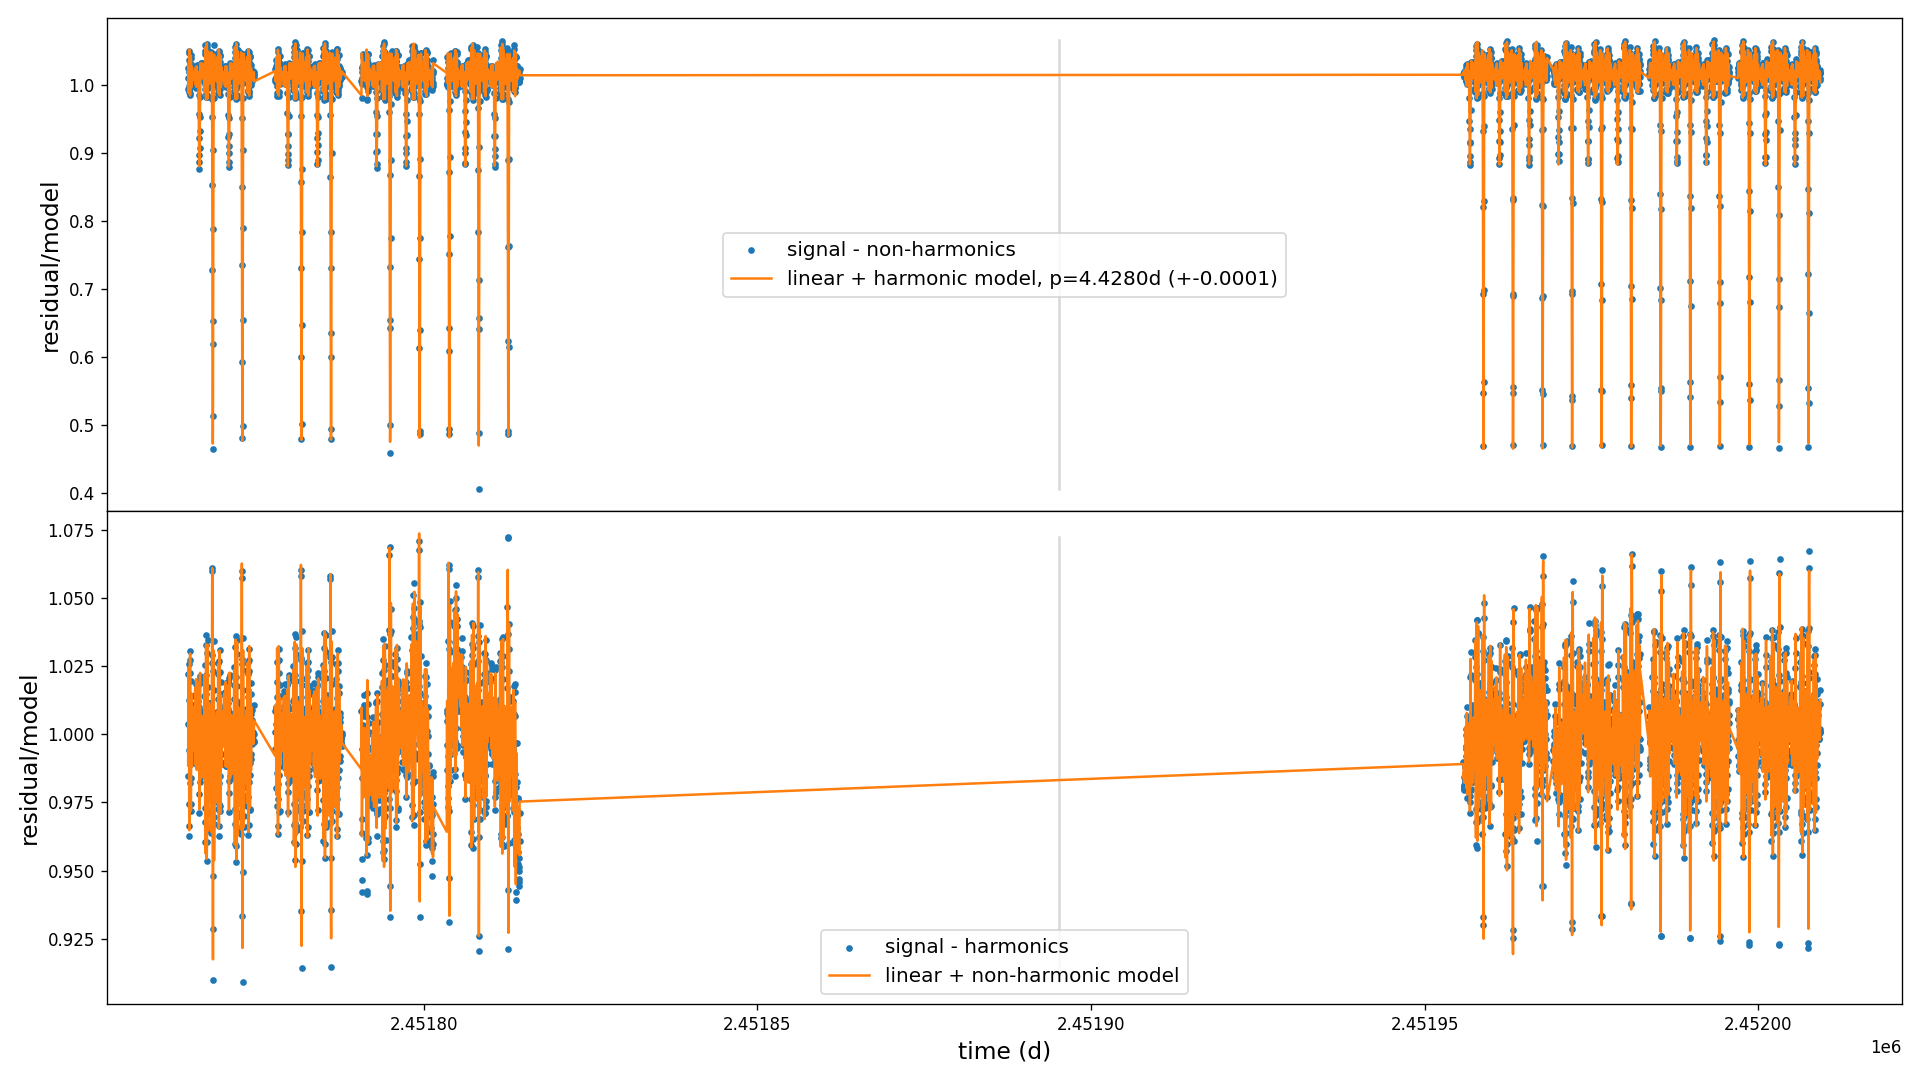 1.0
0.9
0.8
0.7
0.6
0.5
0.4
residual/model
signal - non-harmonics
linear + harmonic model, p=4.4280d (+-0.0001)
1.075
1.050
1.025
1.000
0.975
0.950
0.925
residual/model
signal - harmonics
linear + non-harmonic model
2.45180
2.45185
2.45190
2.45195
2.45200
1e6
time (d)